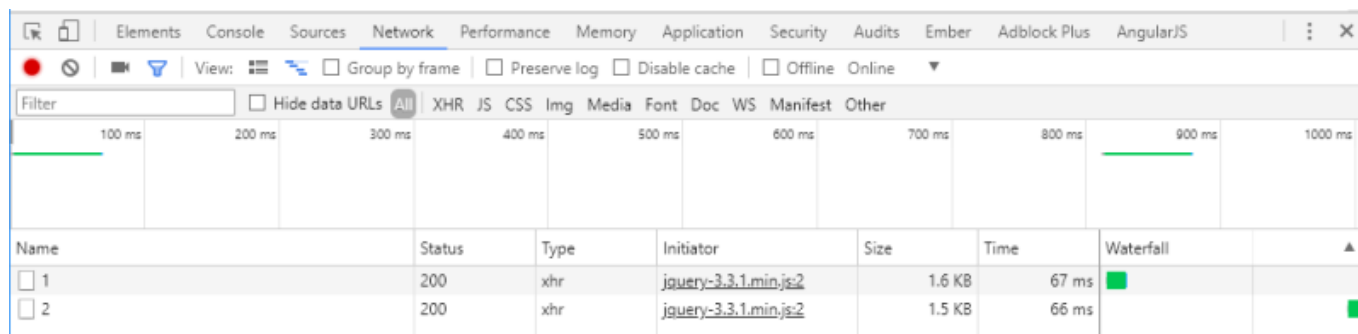 Elements Console Sources Network Performance Memory Application Security Audits Ember Adblock Plus AngularJS
View: Group by frame Preserve log Disable cache Offline Online
Filter Hide data URLs All XHR JS CSS Img Media Font Doc WS Manifest Other
100 ms 200 ms 300 ms 400 ms 500 ms 600 ms 700 ms 800 ms 900 ms 1000 ms
Name Status Type Initiator Size Time Waterfall
1 200 xhr jquery-3.3.1.min.js:2 1.6 KB 67 ms
2 200 xhr jquery-3.3.1.min.js:2 1.5 KB 66 ms